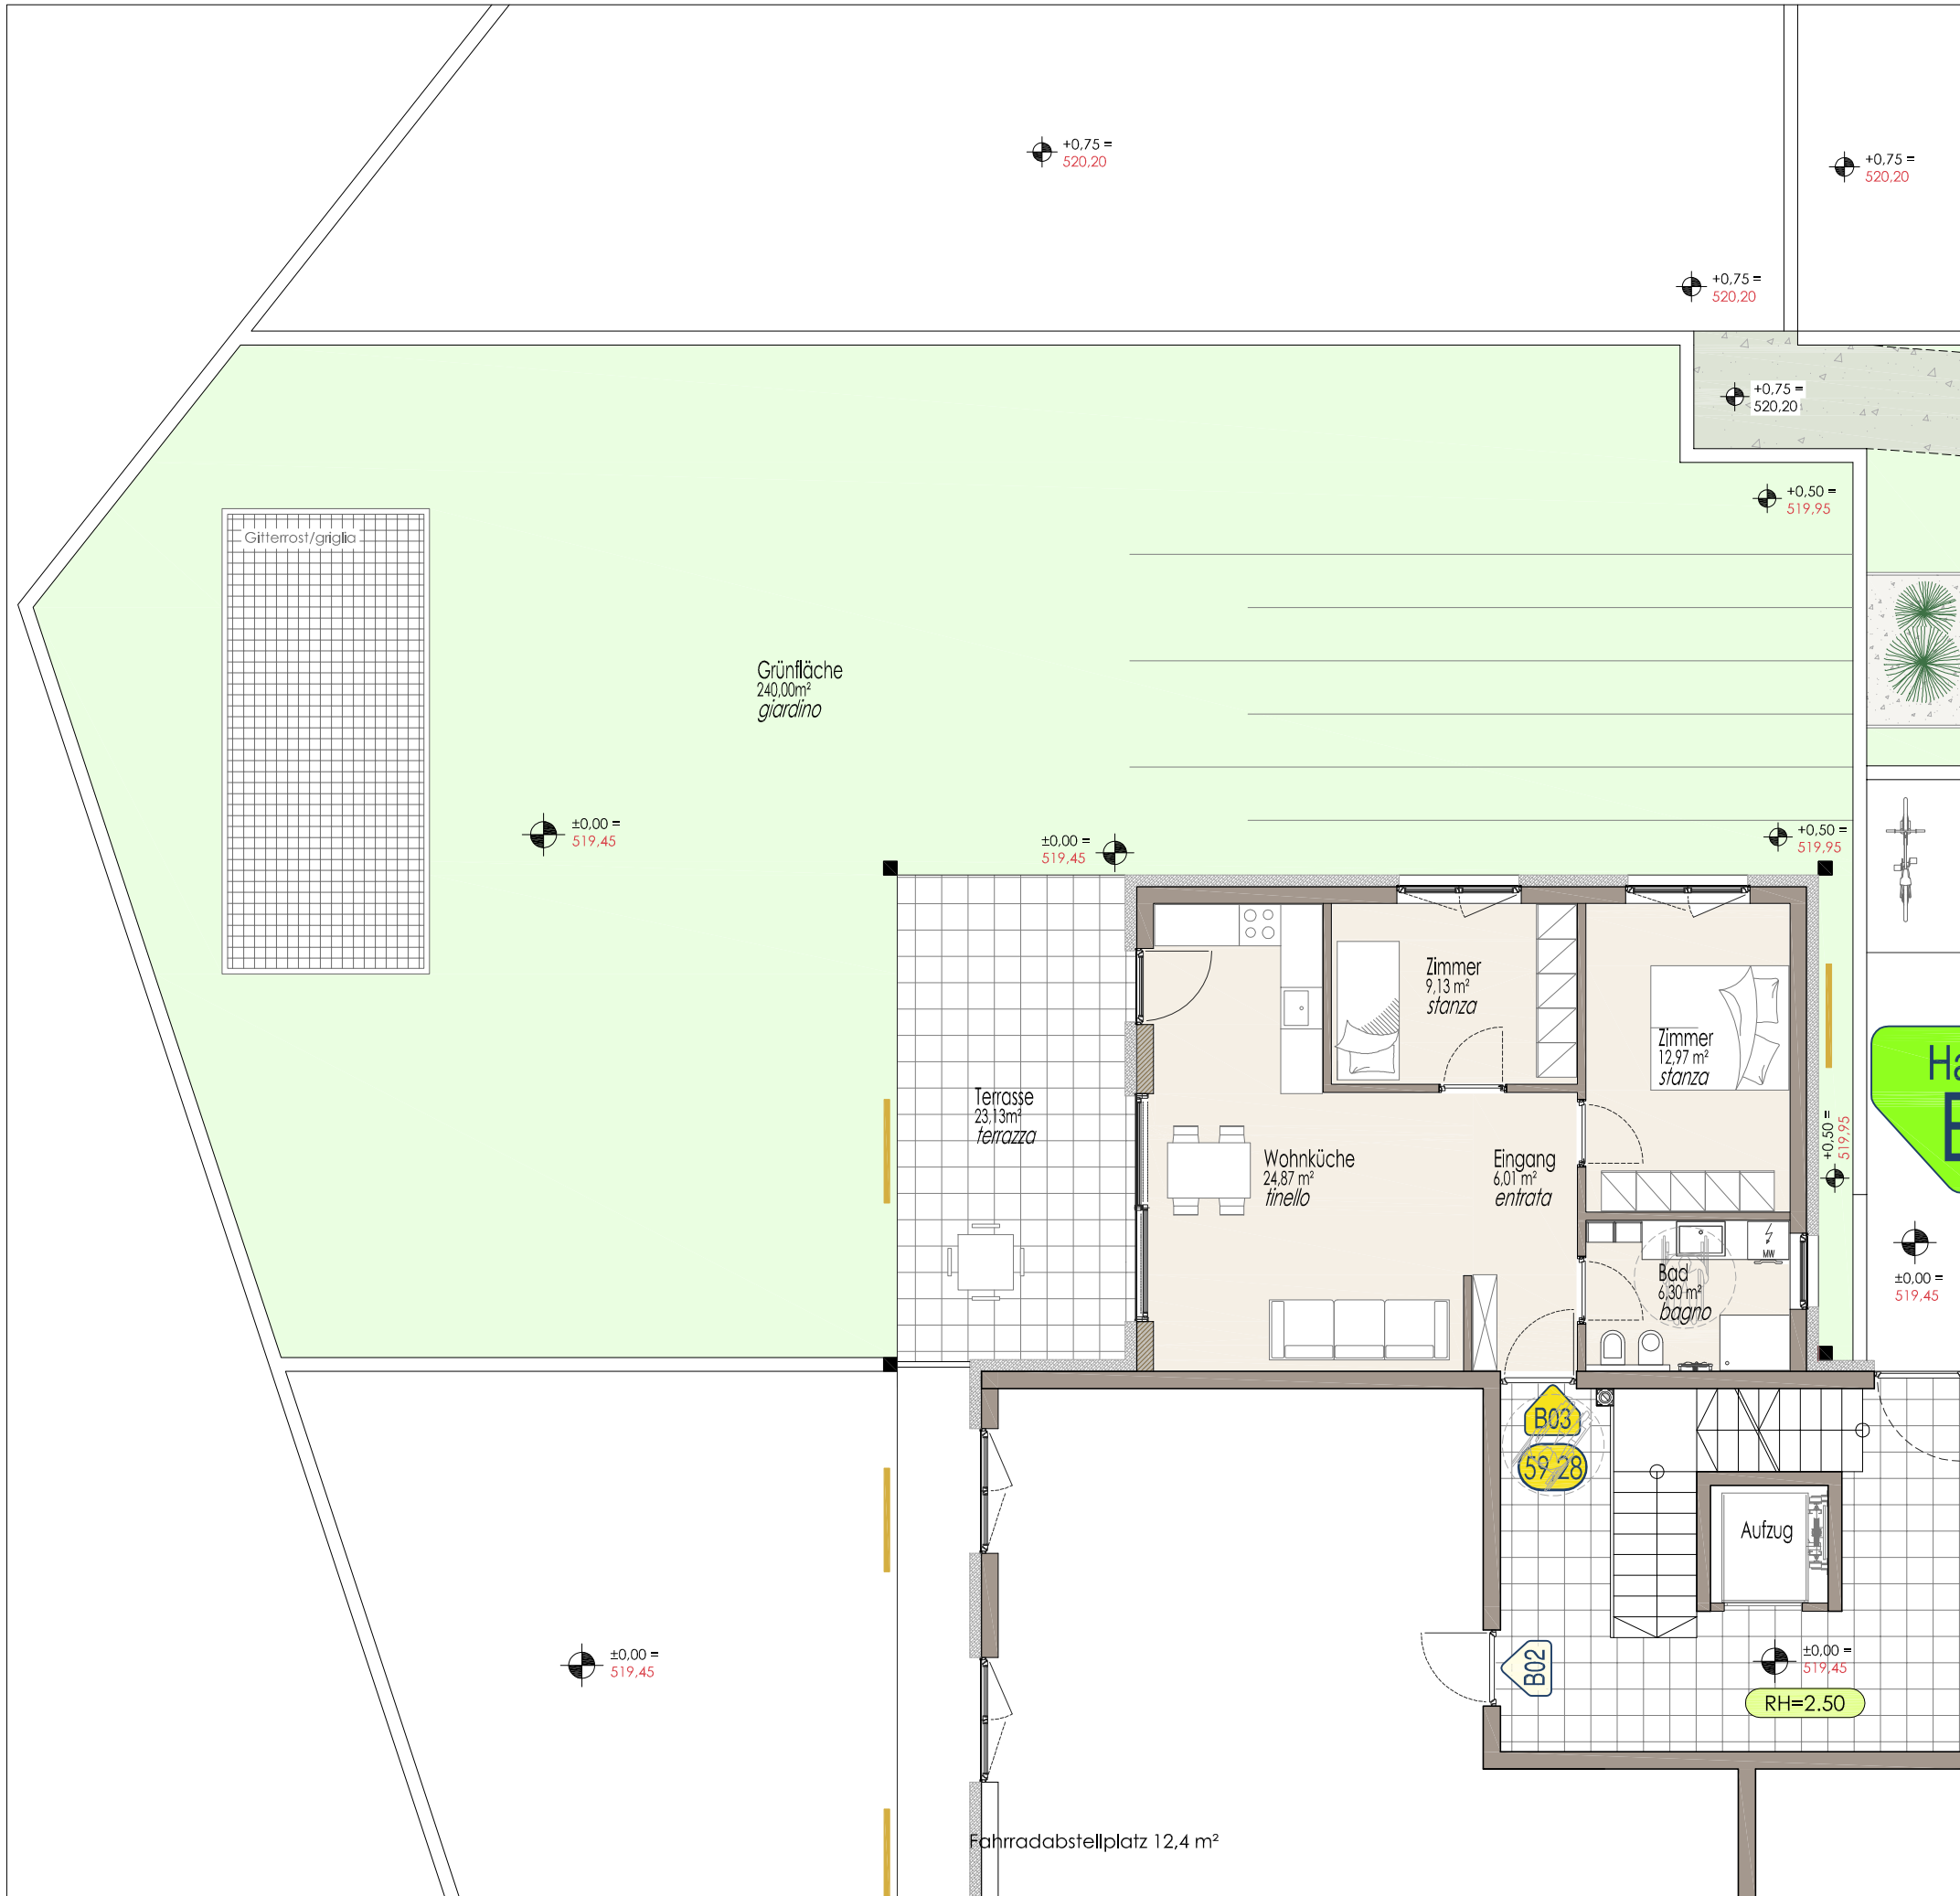 +0,75 =
520,20
+0,75 =
520,20
+0,75 =
520,20
+0,75 =
520,20
+0,50 =
519,95
Gitterrost/griglia
Grünfläche
240,00m²
giardino
±0,00 =
519,45
±0,00 =
519,45
+0,50 =
519,95
Zimmer
9,13 m²
stanza
Zimmer
12,97 m²
stanza
Terrasse
23,13m²
terrazza
Wohnküche
24,87 m²
tinello
Eingang
6,01 m²
entrata
+0,50 =
519,95
Ha
MW
Bad
6,30 m²
bagno
±0,00 =
519,45
B03
59,28
Aufzug
±0,00 =
519,45
B02
±0,00 =
519,45
RH=2.50
Fahrradabstellplatz 12,4 m²